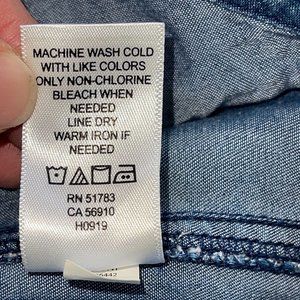 MACHINE WASH COLD
WITH LIKE COLORS
ONLY NON-CHLORINE
BLEACH WHEN
NEEDED
LINE DRY
WARM IRON IF
NEEDED
RN 51783
CA 56910
H0919